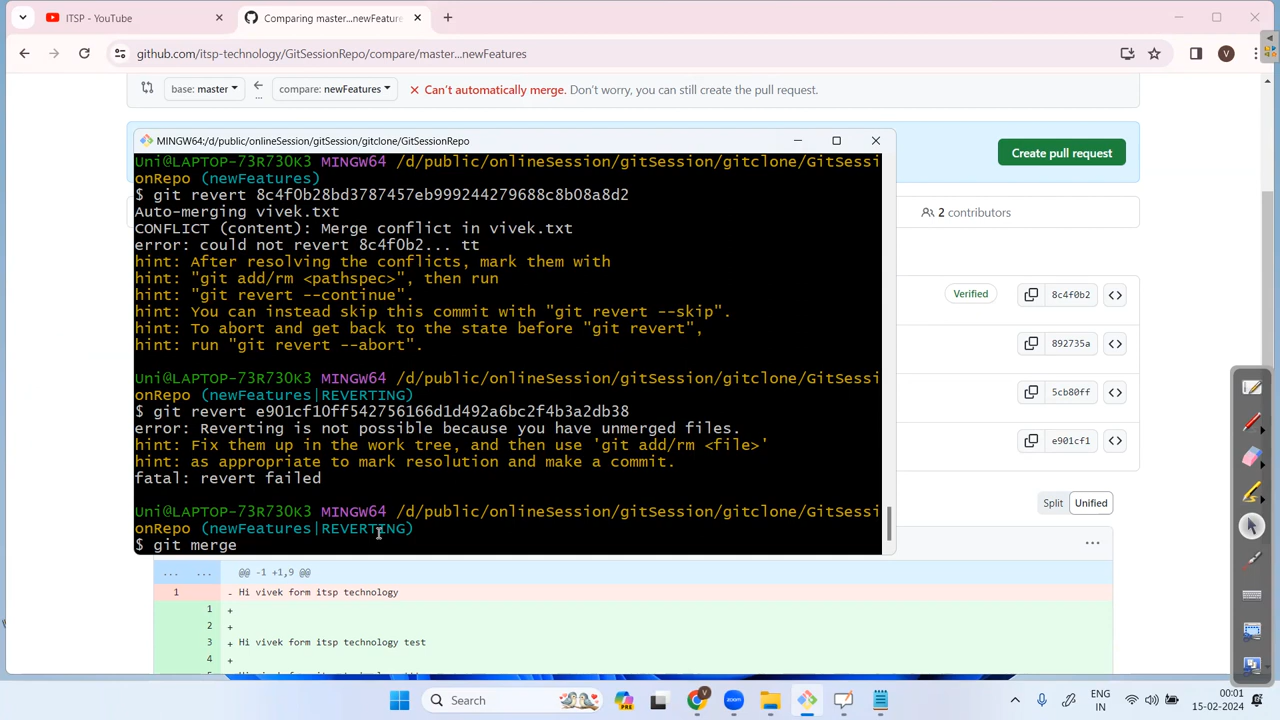 ITSP - YouTube
Comparing master...newFeature
github.com/itsp-technology/GitSessionRepo/compare/master...newFeatures
V
base: master
...
compare: newFeatures
Can't automatically merge. Don't worry, you can still create the pull request.
Create pull request
2 contributors
Verified
8c4f0b2
892735a
5cb80ff
e901cf1
Split
Unified
MINGW64:/d/public/onlineSession/gitSession/gitclone/GitSessionRepo
Uni@LAPTOP-73R730K3 MINGW64 /d/public/onlineSession/gitSession/gitclone/GitSessi
onRepo (newFeatures)
$ git revert 8c4f0b28bd3787457eb999244279688c8b08a8d2
Auto-merging vivek.txt
CONFLICT (content): Merge conflict in vivek.txt
error: could not revert 8c4f0b2... tt
hint: After resolving the conflicts, mark them with
hint: "git add/rm <pathspec>", then run
hint: "git revert --continue".
hint: You can instead skip this commit with "git revert --skip".
hint: To abort and get back to the state before "git revert",
hint: run "git revert --abort".
Uni@LAPTOP-73R730K3 MINGW64 /d/public/onlineSession/gitSession/gitclone/GitSessi
onRepo (newFeatures|REVERTING)
$ git revert e901cf10ff542756166d1d492a6bc2f4b3a2db38
error: Reverting is not possible because you have unmerged files.
hint: Fix them up in the work tree, and then use 'git add/rm <file>'
hint: as appropriate to mark resolution and make a commit.
fatal: revert failed
Uni@LAPTOP-73R730K3 MINGW64 /d/public/onlineSession/gitSession/gitclone/GitSessi
onRepo (newFeatures|REVERTING)
$ git merge
... ... @@ -1 +1,9 @@
1 - Hi vivek form itsp technology
1 +
2 +
3 + Hi vivek form itsp technology test
4 +
Search
PRE
V
zoom
ENG
IN
00:01
15-02-2024